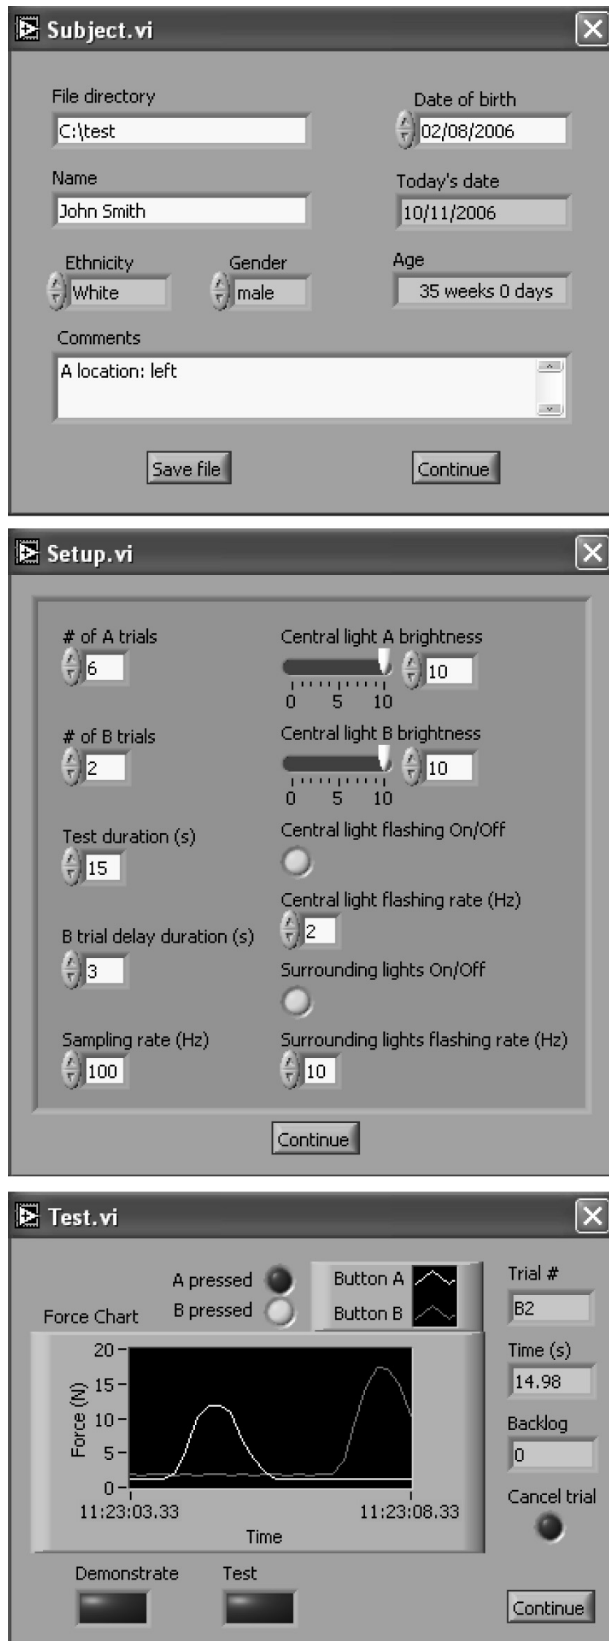 Subject.vi
File directory
Date of birth
C:\test
02/08/2006
Name
Today's date
John Smith
10/11/2006
Ethnicity
Gender
Age
White
male
35 weeks 0 days
Comments
A location: left
Save file
Continue
Setup.vi
# of A trials
Central light A brightness
6
10
0 5 10
# of B trials
Central light B brightness
2
10
0 5 10
Test duration (s)
Central light flashing On/Off
15
Central light flashing rate (Hz)
B trial delay duration (s)
2
3
Surrounding lights On/Off
Sampling rate (Hz)
Surrounding lights flashing rate (Hz)
100
10
Continue
Test.vi
A pressed
Button A
Trial #
Force Chart
B pressed
Button B
B2
Time (s)
14.98
Backlog
0
Cancel trial
Force (N)
20
15
10
5
0
11:23:03.33
11:23:08.33
Time
Demonstrate
Test
Continue